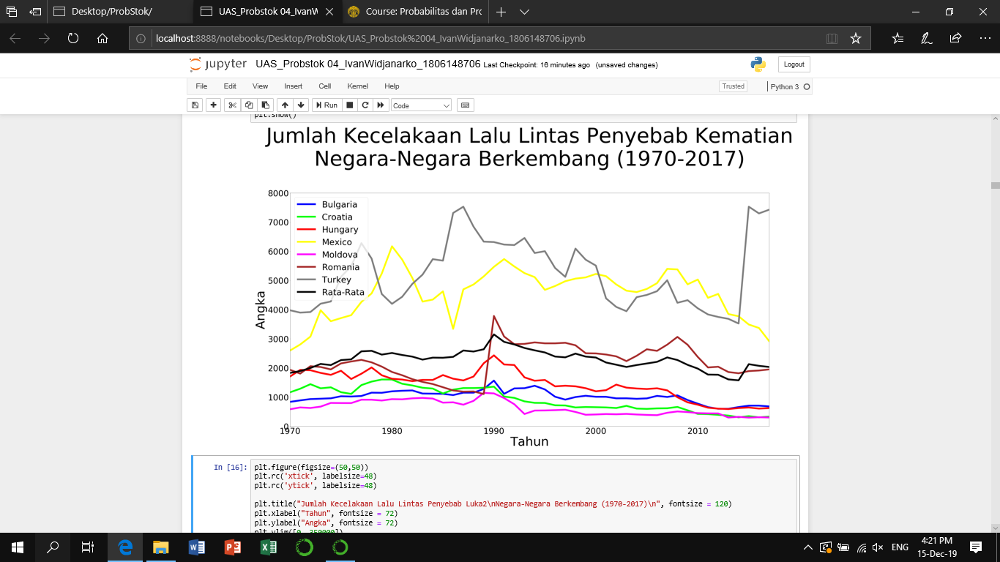 Desktop/ProbStok/
UAS_Probstok 04_IvanW
Course: Probabilitas dan Pro
localhost:8888/notebooks/Desktop/ProbStok/UAS_Probstok%2004_IvanWidjanarko_1806148706.ipynb
jupyter UAS_Probstok 04_IvanWidjanarko_1806148706 Last Checkpoint: 16 minutes ago (unsaved changes)
Logout
File Edit View Insert Cell Kernel Help
Trusted
Python 3
Run
Code
plt.show()
Jumlah Kecelakaan Lalu Lintas Penyebab Kematian
Negara-Negara Berkembang (1970-2017)
8000
7000
6000
5000
4000
3000
2000
1000
0
Angka
Bulgaria
Croatia
Hungary
Mexico
Moldova
Romania
Turkey
Rata-Rata
1970 1980 1990 2000 2010
Tahun
In [16]:
plt.figure(figsize=(50,50))
plt.rc('xtick', labelsize=48)
plt.rc('ytick', labelsize=48)
plt.title("Jumlah Kecelakaan Lalu Lintas Penyebab Luka2\nNegara-Negara Berkembang (1970-2017)\n", fontsize = 120)
plt.xlabel("Tahun", fontsize = 72)
plt.ylabel("Angka", fontsize = 72)
plt.ylim([0, 350000])
ENG
4:21 PM
15-Dec-19